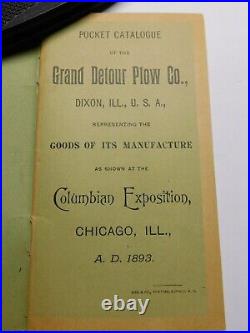 POCKET CATALOGUE
OF THE
Grand Detour Plow Co.,
DIXON, ILL., U. S. A.,
REPRESENTING THE
GOODS OF ITS MANUFACTURE
AS SHOWN AT THE
Columbian Exposition,
CHICAGO, ILL.,
A. D. 1893.